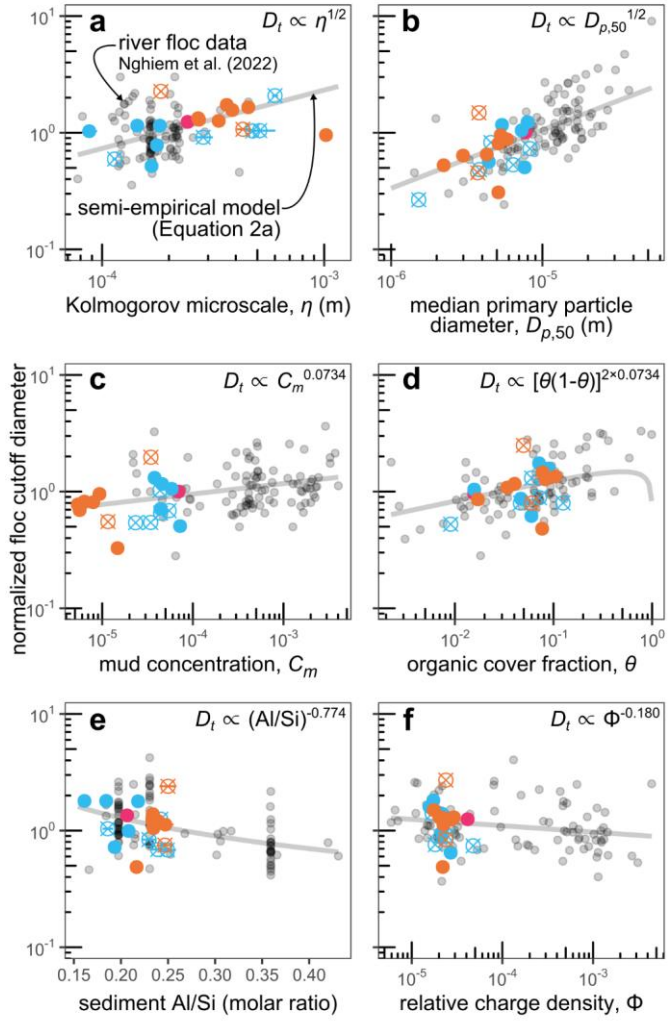 a
D_t ∝ η^{1/2}
river floc data
Nghiem et al. (2022)
semi-empirical model
(Equation 2a)
10^1
10^0
10^{-1}
10^{-4}
10^{-3}
Kolmogorov microscale, η (m)
b
D_t ∝ D_{p,50}^{1/2}
10^{-6}
10^{-5}
median primary particle
diameter, D_{p,50} (m)
normalized floc cutoff diameter
c
D_t ∝ C_m^{0.0734}
10^1
10^0
10^{-1}
10^{-5}
10^{-4}
10^{-3}
mud concentration, C_m
d
D_t ∝ [θ(1-θ)]^{2×0.0734}
10^{-2}
10^{-1}
10^0
organic cover fraction, θ
e
D_t ∝ (Al/Si)^{-0.774}
10^1
10^0
10^{-1}
0.15
0.20
0.25
0.30
0.35
0.40
sediment Al/Si (molar ratio)
f
D_t ∝ Φ^{-0.180}
10^{-5}
10^{-4}
10^{-3}
relative charge density, Φ